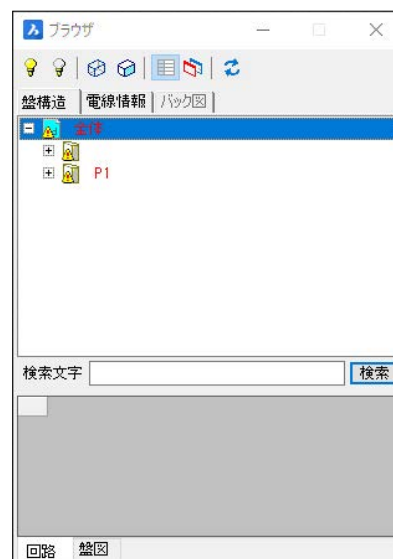 ブラウザ
盤構造 電線情報 バック図
全体
P1
検索文字 検索
回路 盤図